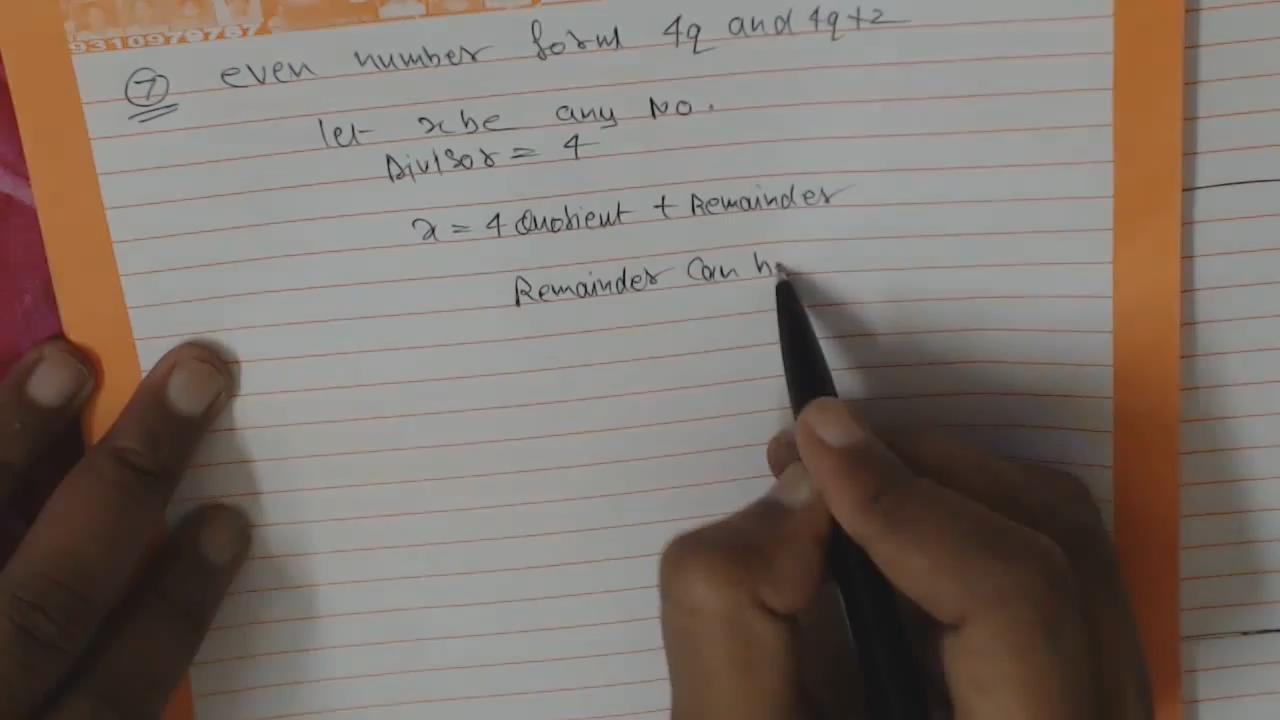 9310979767
⑦ even number form 4q and 4q+2
let x be any No.
Divisor = 4
x = 4 Quotient + Remainder
Remainder Can